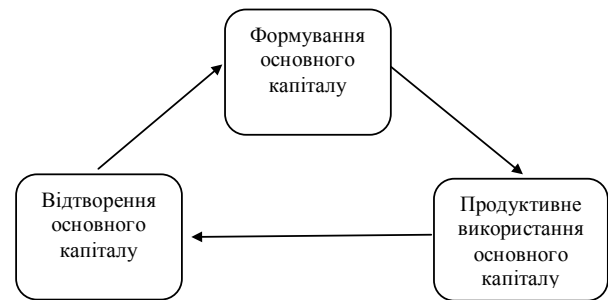 Формування
основного
капіталу
Відтворення
основного
капіталу
Продуктивне
використання
основного
капіталу